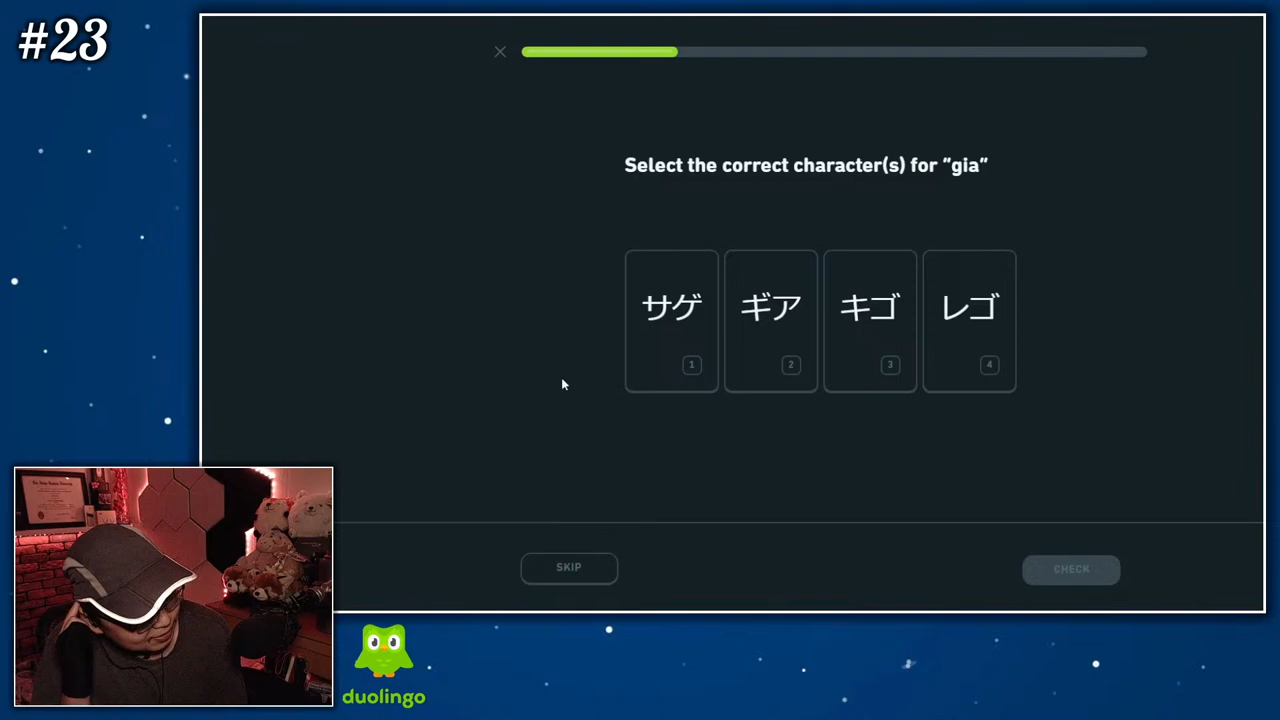 #23
Select the correct character(s) for “gia”
サゲ
ギア
キゴ
レゴ
1
2
3
4
SKIP
CHECK
duolingo